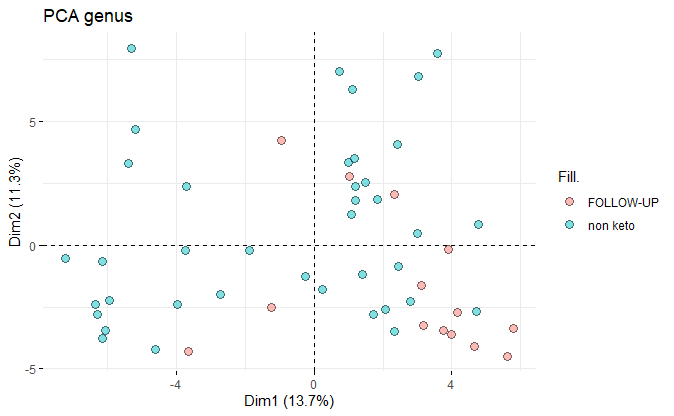 PCA genus
Dim2 (11.3%)
5
0
-5
-4
0
4
Dim1 (13.7%)
Fill.
FOLLOW-UP
non keto